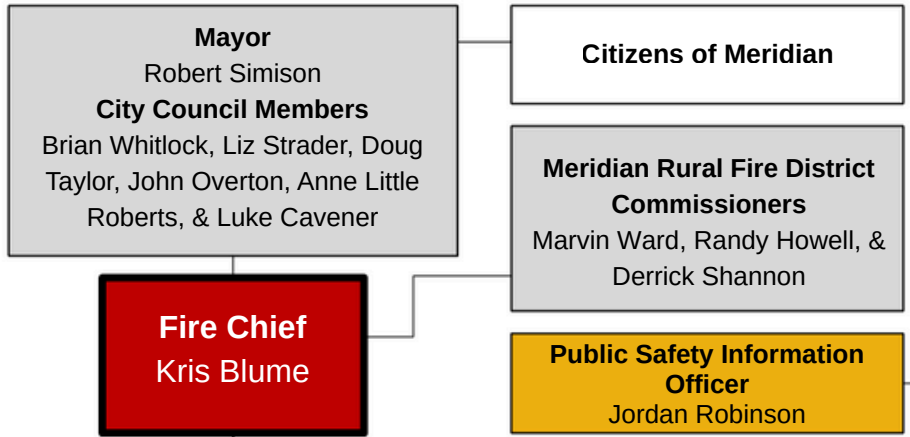 Mayor
Robert Simison
City Council Members
Brian Whitlock, Liz Strader, Doug
Taylor, John Overton, Anne Little
Roberts, & Luke Cavener
Citizens of Meridian
Meridian Rural Fire District
Commissioners
Marvin Ward, Randy Howell, &
Derrick Shannon
Fire Chief
Kris Blume
Public Safety Information
Officer
Jordan Robinson